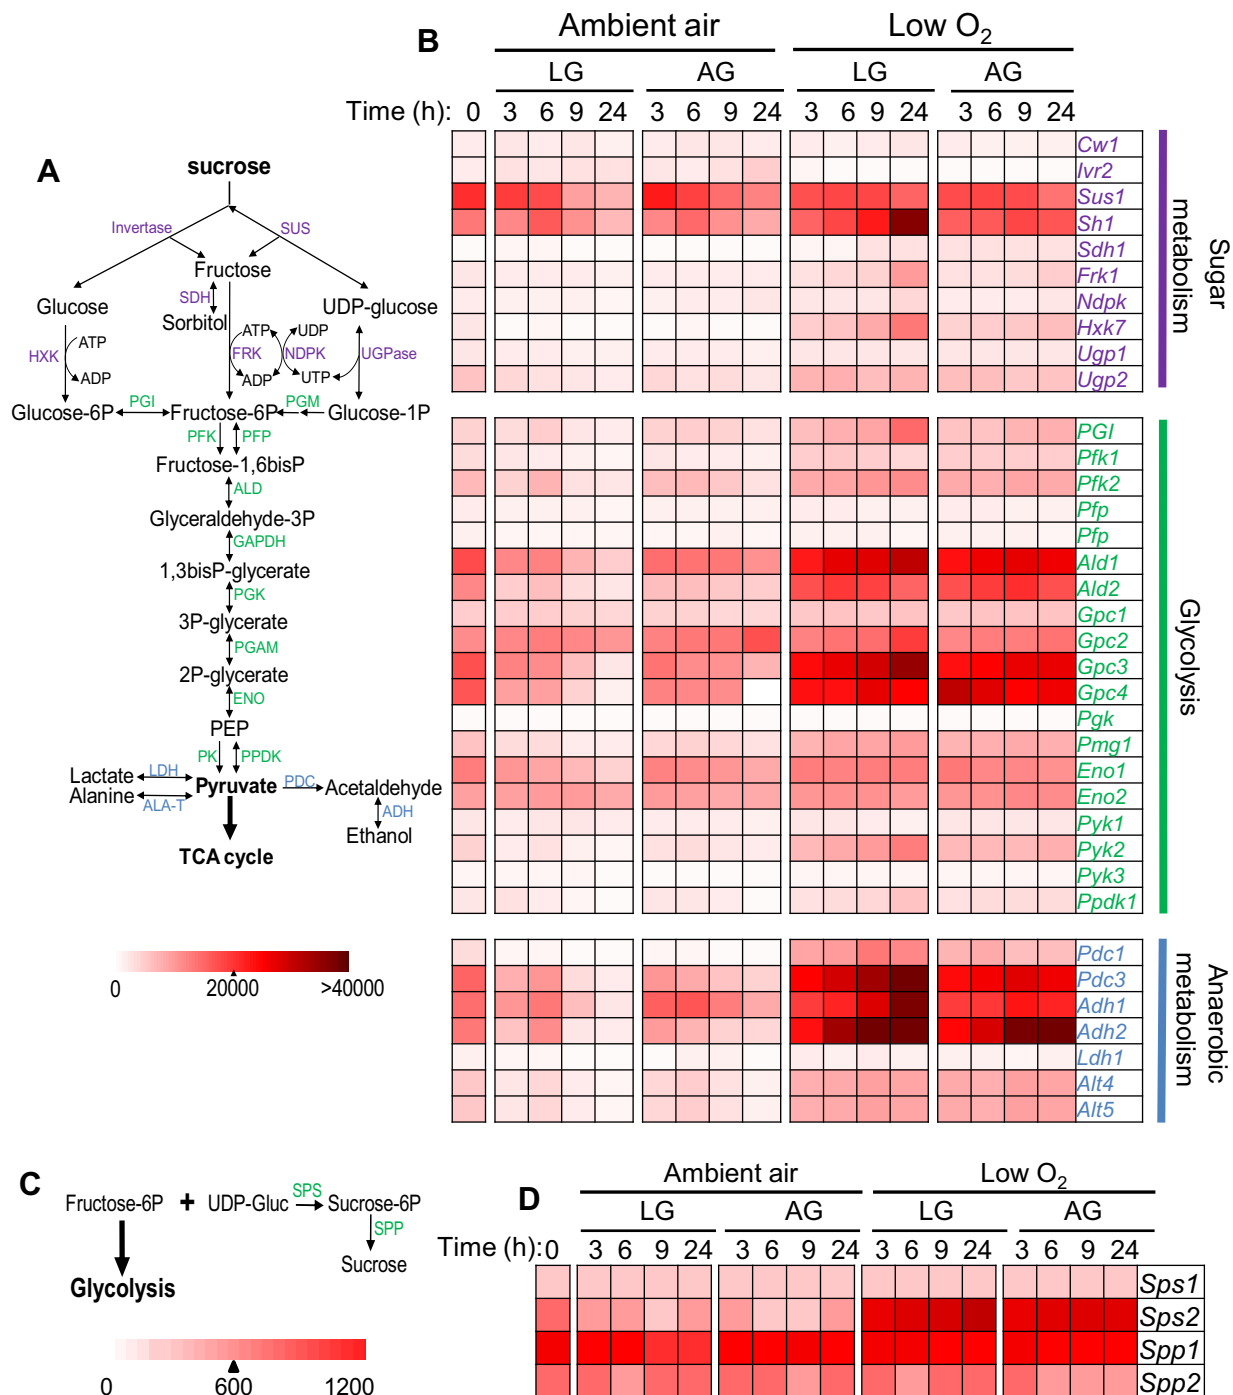 B
Ambient air
Low O2
LG
AG
LG
AG
Time (h): 0 3 6 9 24 3 6 9 24 3 6 9 24 3 6 9 24
Cw1
Ivr2
Sus1
Sh1
Sdh1
Frk1
Ndpk
Hxk7
Ugp1
Ugp2
Sugar
metabolism
PGI
Pfk1
Pfk2
Pfp
Pfp
Ald1
Ald2
Gpc1
Gpc2
Gpc3
Gpc4
Pgk
Pmg1
Eno1
Eno2
Pyk1
Pyk2
Pyk3
Ppdk1
Glycolysis
Pdc1
Pdc3
Adh1
Adh2
Ldh1
Alt4
Alt5
Anaerobic
metabolism
A
sucrose
Invertase
SUS
Fructose
Glucose
SDH
UDP-glucose
Sorbitol
ATP
ATP
UDP
HXK
FRK
NDPK
UGPase
ADP
ADP
UTP
Glucose-6P
PGI
Fructose-6P
PGM
Glucose-1P
PFK
PFP
Fructose-1,6bisP
ALD
Glyceraldehyde-3P
GAPDH
1,3bisP-glycerate
PGK
3P-glycerate
PGAM
2P-glycerate
ENO
PEP
PK
PPDK
Lactate
LDH
Pyruvate
PDC
Acetaldehyde
Alanine
ALA-T
ADH
Ethanol
TCA cycle
0 20000 >40000
C
Fructose-6P + UDP-Gluc
SPS
Sucrose-6P
SPP
Sucrose
Glycolysis
0 600 1200
D
Ambient air
Low O2
LG
AG
LG
AG
Time (h): 0 3 6 9 24 3 6 9 24 3 6 9 24 3 6 9 24
Sps1
Sps2
Spp1
Spp2